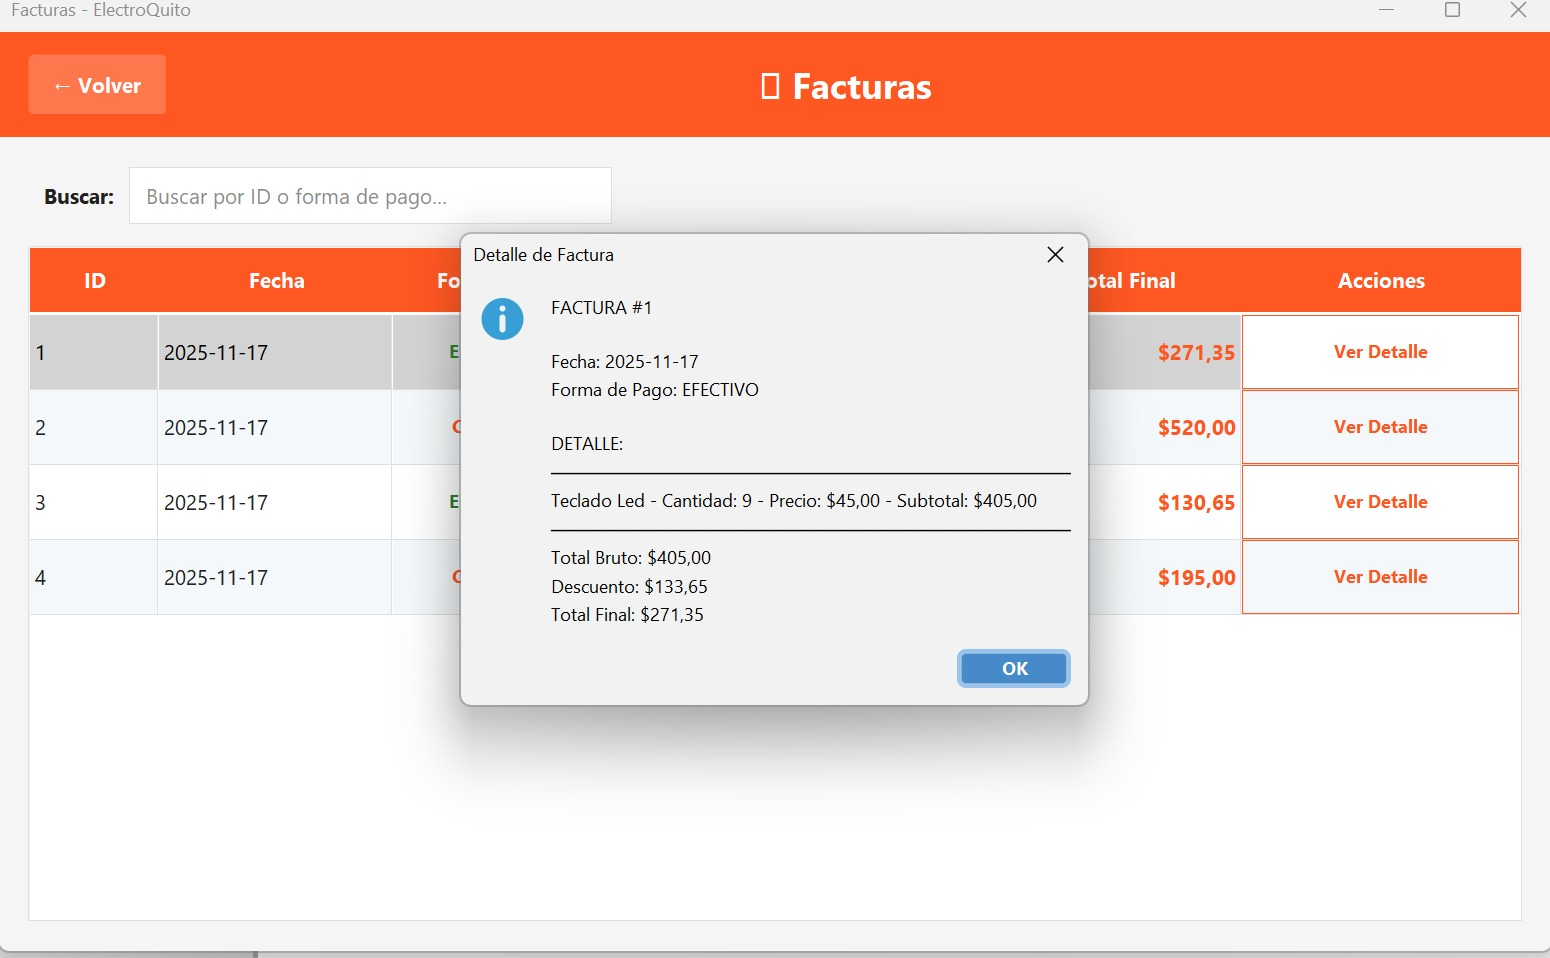 Facturas - ElectroQuito
← Volver
Facturas
Buscar: Buscar por ID o forma de pago...
ID Fecha Acciones
1 2025-11-17 $271,35 Ver Detalle
2 2025-11-17 $520,00 Ver Detalle
3 2025-11-17 $130,65 Ver Detalle
4 2025-11-17 $195,00 Ver Detalle
Detalle de Factura
FACTURA #1
Fecha: 2025-11-17
Forma de Pago: EFECTIVO
DETALLE:
Teclado Led - Cantidad: 9 - Precio: $45,00 - Subtotal: $405,00
Total Bruto: $405,00
Descuento: $133,65
Total Final: $271,35
OK